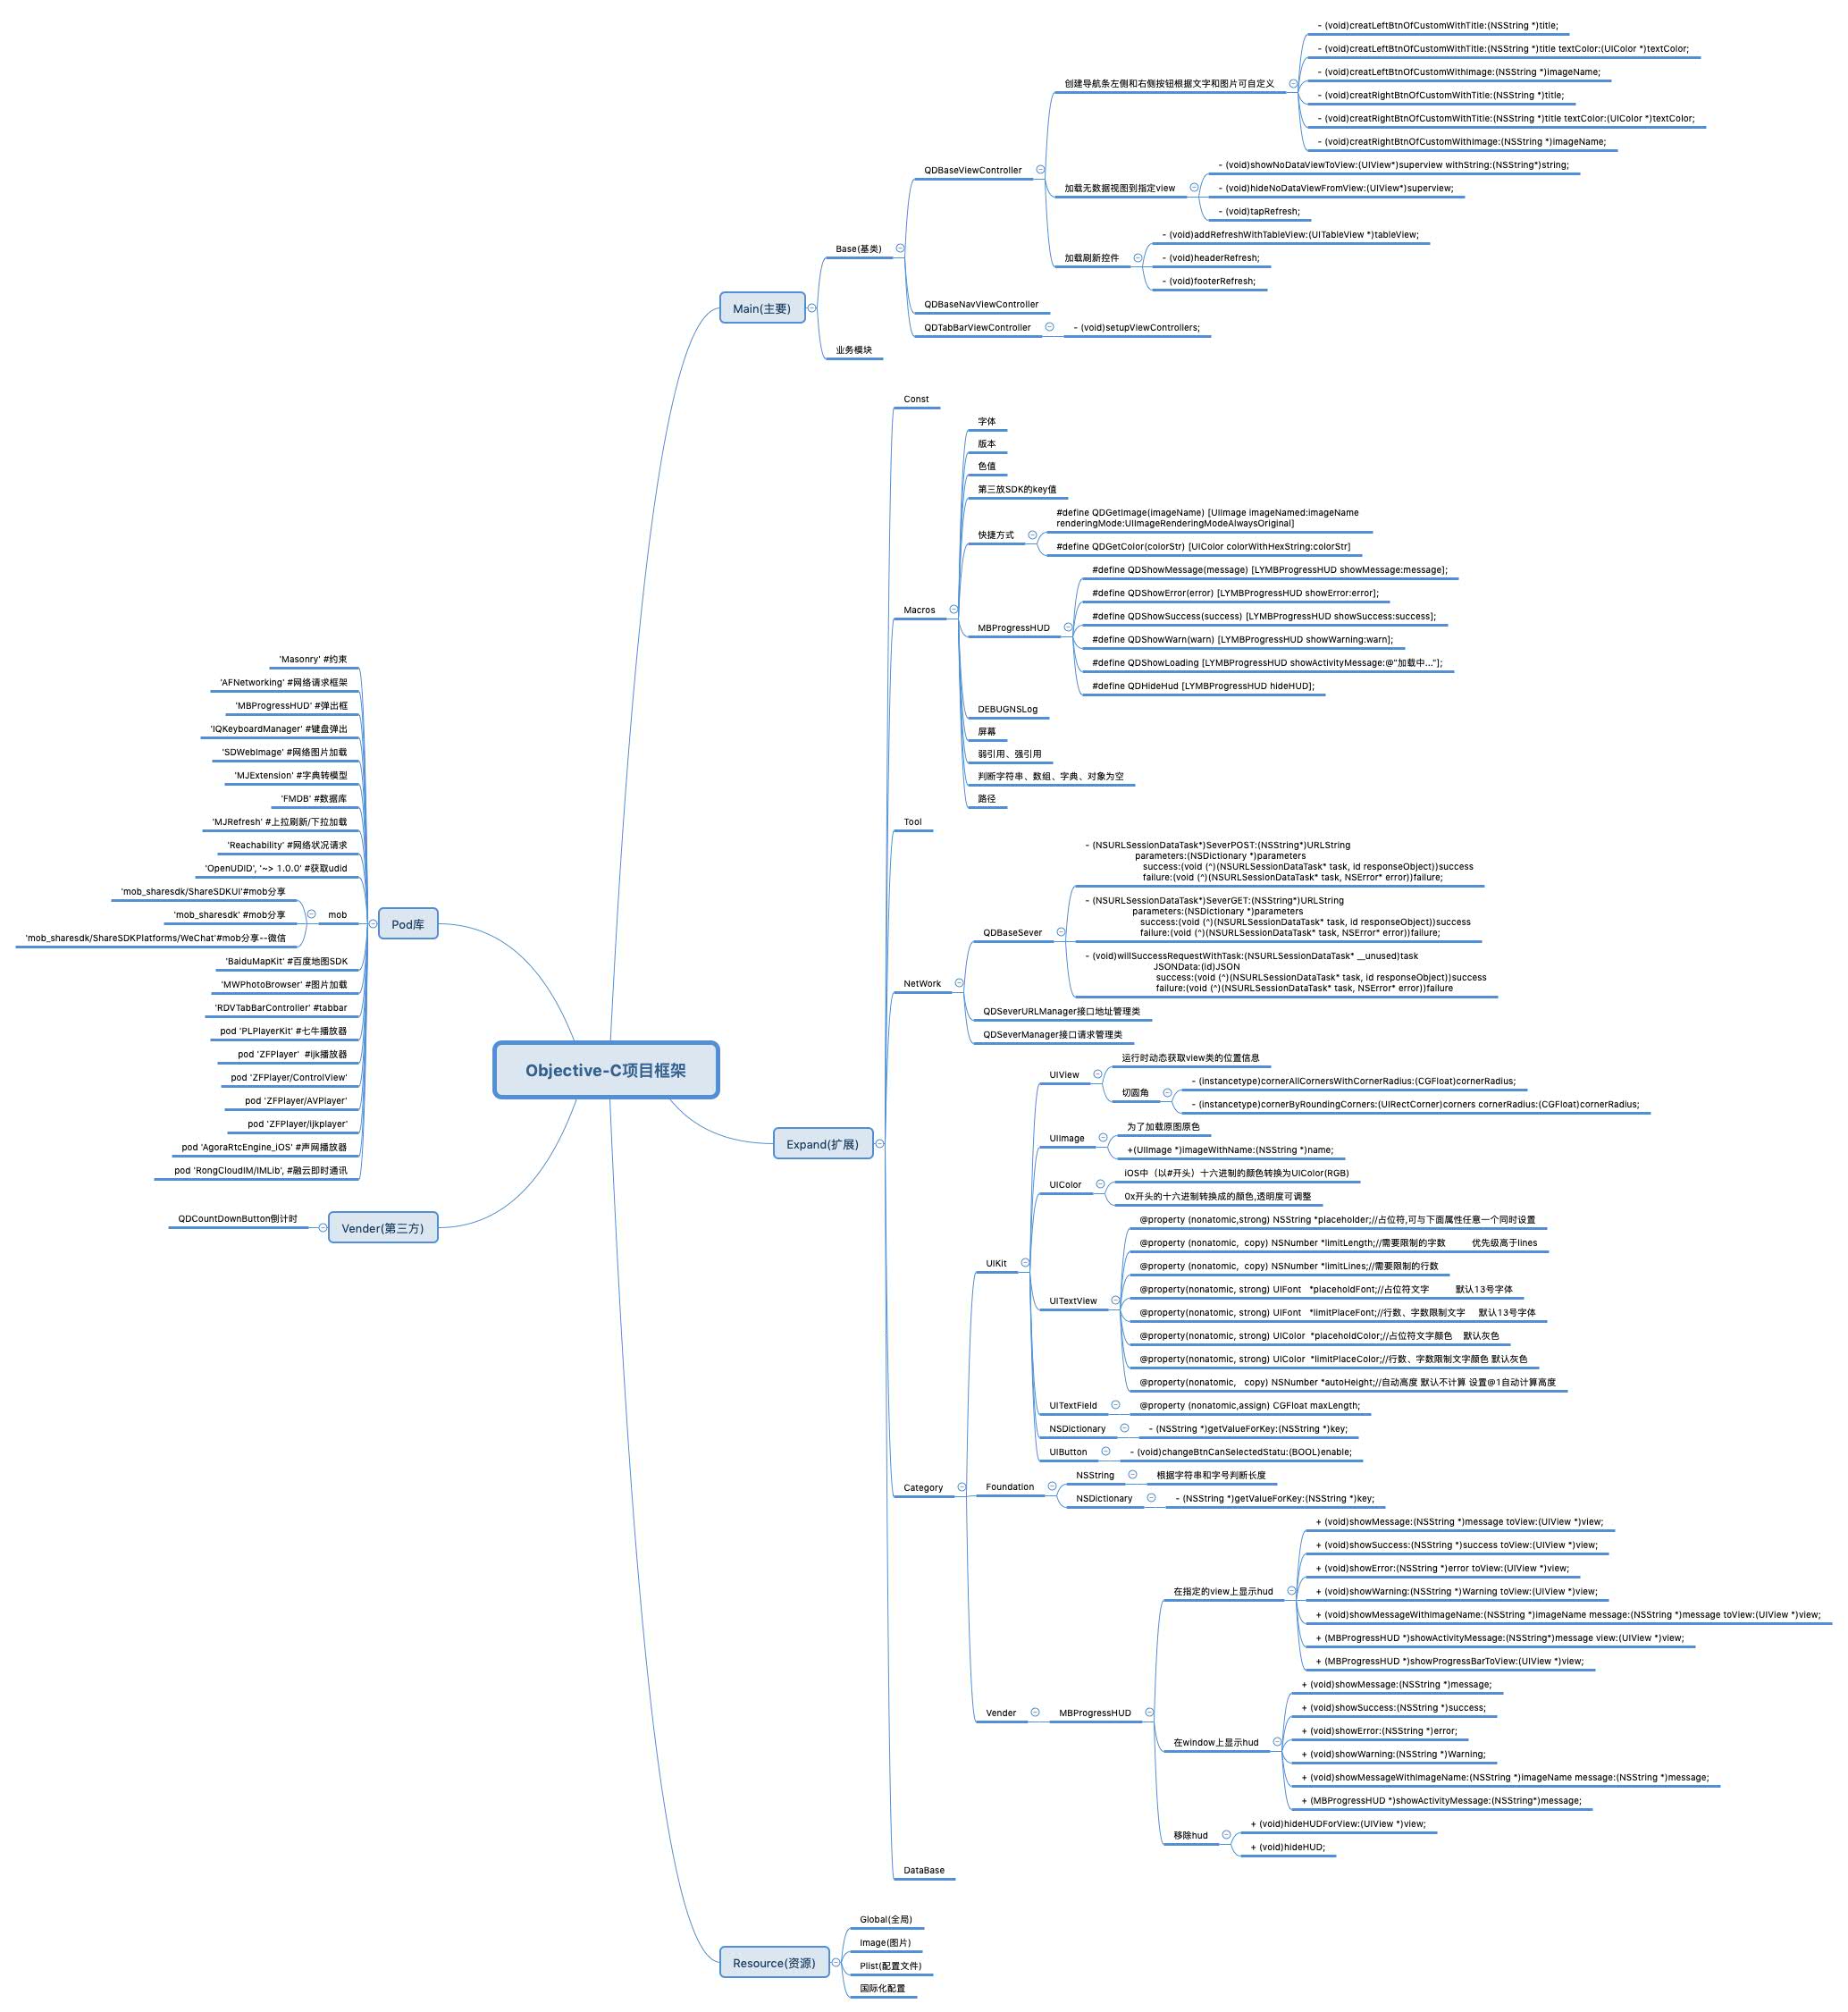 Objective-C项目框架
Main(主要)
Base(基类)
QDBaseViewController
创建导航条左侧和右侧按钮根据文字和图片可自定义
- (void)creatLeftBtnOfCustomWithTitle:(NSString *)title;
- (void)creatLeftBtnOfCustomWithTitle:(NSString *)title textColor:(UIColor *)textColor;
- (void)creatLeftBtnOfCustomWithImage:(NSString *)imageName;
- (void)creatRightBtnOfCustomWithTitle:(NSString *)title;
- (void)creatRightBtnOfCustomWithTitle:(NSString *)title textColor:(UIColor *)textColor;
- (void)creatRightBtnOfCustomWithImage:(NSString *)imageName;
加载无数据视图到指定view
- (void)showNoDataViewToView:(UIView*)superview withString:(NSString*)string;
- (void)hideNoDataViewFromView:(UIView*)superview;
- (void)tapRefresh;
加载刷新控件
- (void)addRefreshWithTableView:(UITableView *)tableView;
- (void)headerRefresh;
- (void)footerRefresh;
QDBaseNavViewController
QDTabBarViewController
- (void)setupViewControllers;
业务模块
Expand(扩展)
Const
Macros
字体
版本
色值
第三放SDK的key值
快捷方式
#define QDGetImage(imageName) [UIImage imageNamed:imageName
renderingMode:UIImageRenderingModeAlwaysOriginal]
#define QDGetColor(colorStr) [UIColor colorWithHexString:colorStr]
MBProgressHUD
#define QDShowMessage(message) [LYMBProgressHUD showMessage:message];
#define QDShowError(error) [LYMBProgressHUD showError:error];
#define QDShowSuccess(success) [LYMBProgressHUD showSuccess:success];
#define QDShowWarn(warn) [LYMBProgressHUD showWarning:warn];
#define QDShowLoading [LYMBProgressHUD showActivityMessage:@"加载中..."];
#define QDHideHud [LYMBProgressHUD hideHUD];
DEBUGNSLog
屏幕
弱引用、强引用
判断字符串、数组、字典、对象为空
路径
Tool
NetWork
QDBaseSever
- (NSURLSessionDataTask*)SeverPOST:(NSString*)URLString
parameters:(NSDictionary *)parameters
success:(void (^)(NSURLSessionDataTask* task, id responseObject))success
failure:(void (^)(NSURLSessionDataTask* task, NSError* error))failure;
- (NSURLSessionDataTask*)SeverGET:(NSString*)URLString
parameters:(NSDictionary *)parameters
success:(void (^)(NSURLSessionDataTask* task, id responseObject))success
failure:(void (^)(NSURLSessionDataTask* task, NSError* error))failure;
- (void)willSuccessRequestWithTask:(NSURLSessionDataTask* __unused)task
JSONData:(id)JSON
success:(void (^)(NSURLSessionDataTask* task, id responseObject))success
failure:(void (^)(NSURLSessionDataTask* task, NSError* error))failure
QDSeverURLManager接口地址管理类
QDSeverManager接口请求管理类
Category
UIKit
UIView
运行时动态获取view类的位置信息
切圆角
- (instancetype)cornerAllCornersWithCornerRadius:(CGFloat)cornerRadius;
- (instancetype)cornerByRoundingCorners:(UIRectCorner)corners cornerRadius:(CGFloat)cornerRadius;
UIImage
为了加载原图原色
+(UIImage *)imageWithName:(NSString *)name;
UIColor
iOS中（以#开头）十六进制的颜色转换为UIColor(RGB)
0x开头的十六进制转换成的颜色,透明度可调整
UITextView
@property (nonatomic,strong) NSString *placeholder;//占位符,可与下面属性任意一个同时设置
@property (nonatomic, copy) NSNumber *limitLength;//需要限制的字数 优先级高于lines
@property (nonatomic, copy) NSNumber *limitLines;//需要限制的行数
@property(nonatomic, strong) UIFont *placeholdFont;//占位符文字 默认13号字体
@property(nonatomic, strong) UIFont *limitPlaceFont;//行数、字数限制文字 默认13号字体
@property(nonatomic, strong) UIColor *placeholdColor;//占位符文字颜色 默认灰色
@property(nonatomic, strong) UIColor *limitPlaceColor;//行数、字数限制文字颜色 默认灰色
@property(nonatomic, copy) NSNumber *autoHeight;//自动高度 默认不计算 设置@1自动计算高度
UITextField
@property (nonatomic,assign) CGFloat maxLength;
NSDictionary
- (NSString *)getValueForKey:(NSString *)key;
UIButton
- (void)changeBtnCanSelectedStatu:(BOOL)enable;
Foundation
NSString
根据字符串和字号判断长度
NSDictionary
- (NSString *)getValueForKey:(NSString *)key;
Vender
MBProgressHUD
在指定的view上显示hud
+ (void)showMessage:(NSString *)message toView:(UIView *)view;
+ (void)showSuccess:(NSString *)success toView:(UIView *)view;
+ (void)showError:(NSString *)error toView:(UIView *)view;
+ (void)showWarning:(NSString *)Warning toView:(UIView *)view;
+ (void)showMessageWithImageName:(NSString *)imageName message:(NSString *)message toView:(UIView *)view;
+ (MBProgressHUD *)showActivityMessage:(NSString*)message view:(UIView *)view;
+ (MBProgressHUD *)showProgressBarToView:(UIView *)view;
在window上显示hud
+ (void)showMessage:(NSString *)message;
+ (void)showSuccess:(NSString *)success;
+ (void)showError:(NSString *)error;
+ (void)showWarning:(NSString *)Warning;
+ (void)showMessageWithImageName:(NSString *)imageName message:(NSString *)message;
+ (MBProgressHUD *)showActivityMessage:(NSString*)message;
移除hud
+ (void)hideHUDForView:(UIView *)view;
+ (void)hideHUD;
DataBase
Resource(资源)
Global(全局)
Image(图片)
Plist(配置文件)
国际化配置
Pod库
'Masonry' #约束
'AFNetworking' #网络请求框架
'MBProgressHUD' #弹出框
'IQKeyboardManager' #键盘弹出
'SDWebImage' #网络图片加载
'MJExtension' #字典转模型
'FMDB' #数据库
'MJRefresh' #上拉刷新/下拉加载
'Reachability' #网络状况请求
'OpenUDID', '~> 1.0.0' #获取udid
mob
'mob_sharesdk/ShareSDKUI'#mob分享
'mob_sharesdk' #mob分享
'mob_sharesdk/ShareSDKPlatforms/WeChat'#mob分享--微信
'BaiduMapKit' #百度地图SDK
'MWPhotoBrowser' #图片加载
'RDVTabBarController' #tabbar
pod 'PLPlayerKit' #七牛播放器
pod 'ZFPlayer' #ijk播放器
pod 'ZFPlayer/ControlView'
pod 'ZFPlayer/AVPlayer'
pod 'ZFPlayer/ijkplayer'
pod 'AgoraRtcEngine_iOS' #声网播放器
pod 'RongCloudIM/IMLib', #融云即时通讯
Vender(第三方)
QDCountDownButton倒计时